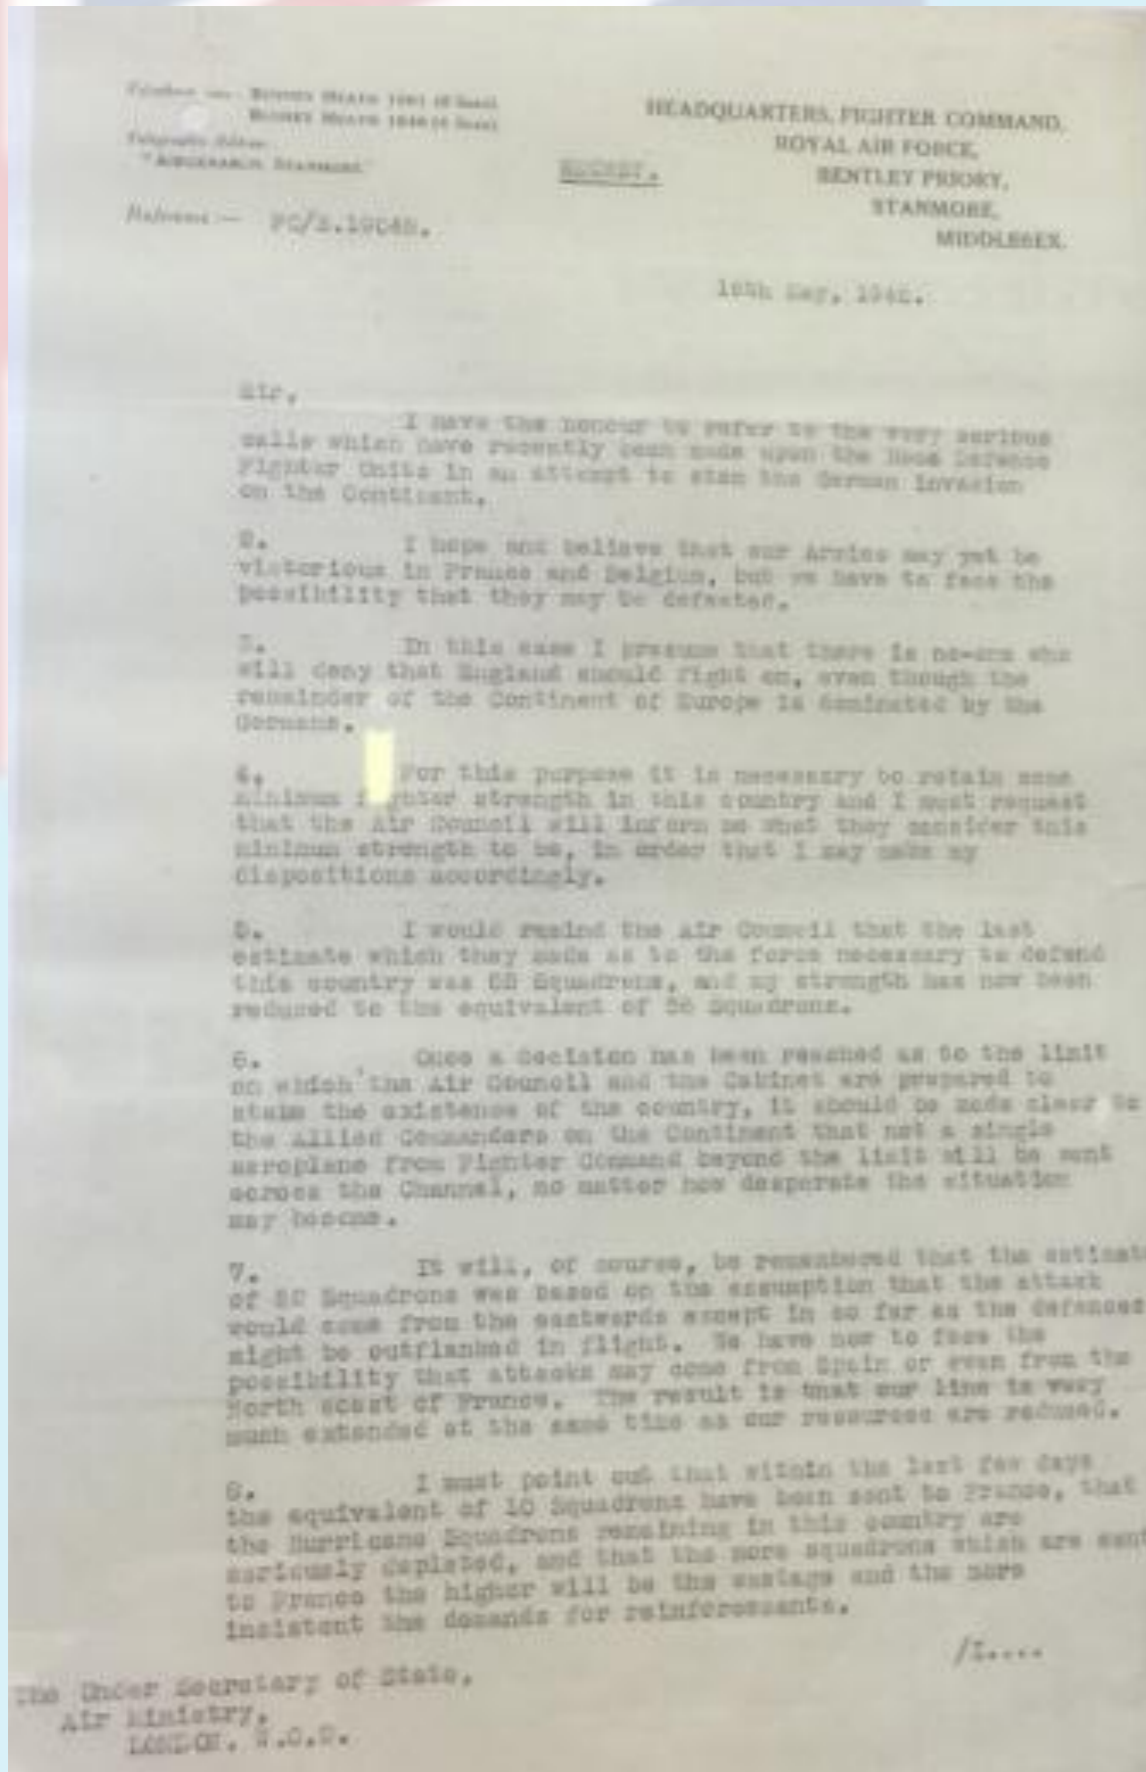 HEADQUARTERS, FIGHTER COMMAND,
ROYAL AIR FORCE,
BENTLEY PRIORY,
STANMORE,
MIDDLESEX.
SECRET.
Reference:—
May,
Sir,
I have the honour to refer to the very serious
calls which have recently been made upon the Home Defence
Fighter Units in an attempt to stem the German invasion
on the Continent.
2. I hope and believe that our Armies may yet be
victorious in France and Belgium, but we have to face the
possibility that they may be defeated.
3. In this case I presume that there is no-one who
will deny that England should fight on, even though the
remainder of the Continent of Europe is dominated by the
Germans.
4. For this purpose it is necessary to retain some
minimum fighter strength in this country and I must request
that the Air Council will inform me what they consider this
minimum strength to be, in order that I may make my
dispositions accordingly.
5. I would remind the Air Council that the last
estimate which they made as to the force necessary to defend
this country was Squadrons, and my strength has now been
reduced to the equivalent of 36 Squadrons.
6. Once a decision has been reached as to the limit
on which the Air Council and the Cabinet are prepared to
stake the existence of the country, it should be made clear to
the Allied Commanders on the Continent that not a single
aeroplane from Fighter Command beyond the limit will be sent
across the Channel, no matter how desperate the situation
may become.
7. It will, of course, be remembered that the estimate
of Squadrons was based on the assumption that the attack
would come from the eastwards except in so far as the defences
might be outflanked in flight. We have now to face the
possibility that attacks may come from Spain or even from the
North coast of France. The result is that our line is very
much extended at the same time as our resources are reduced.
8. I must point out that within the last few days
the equivalent of 10 Squadrons have been sent to France, that
the Hurricane Squadrons remaining in this country are
seriously depleted, and that the more squadrons which are sent
to France the higher will be the wastage and the more
insistent the demands for reinforcements.
The Under Secretary of State,
Air Ministry,
LONDON. W.C.2.